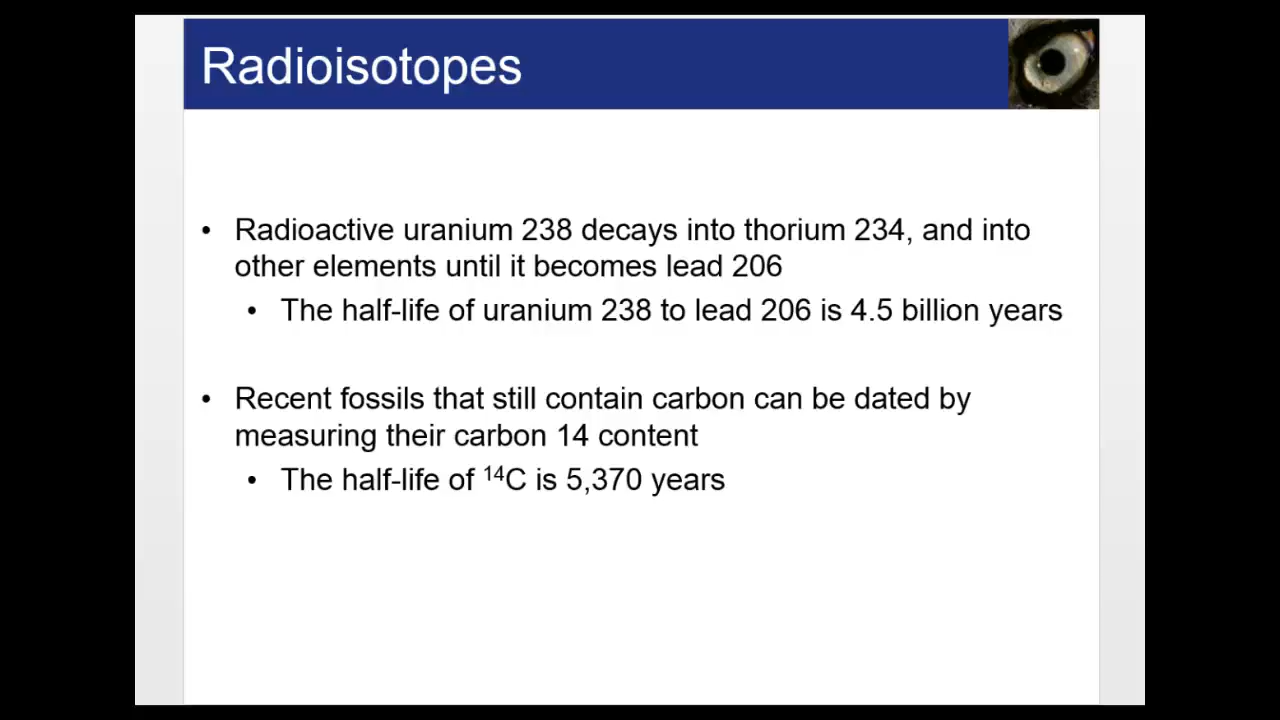 Radioisotopes
• Radioactive uranium 238 decays into thorium 234, and into
other elements until it becomes lead 206
• The half-life of uranium 238 to lead 206 is 4.5 billion years
• Recent fossils that still contain carbon can be dated by
measuring their carbon 14 content
• The half-life of ¹⁴C is 5,370 years